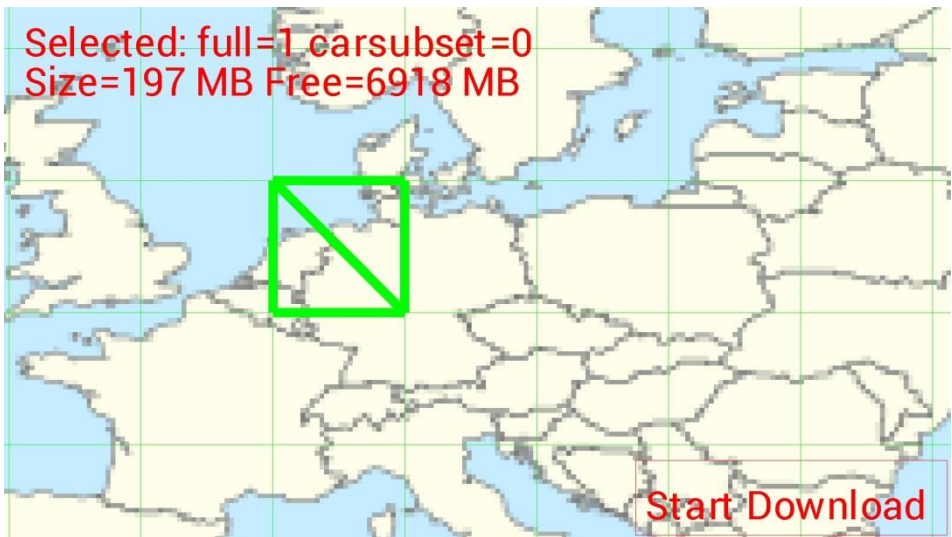 Selected: full=1 carsubset=0
Size=197 MB Free=6918 MB
Start Download